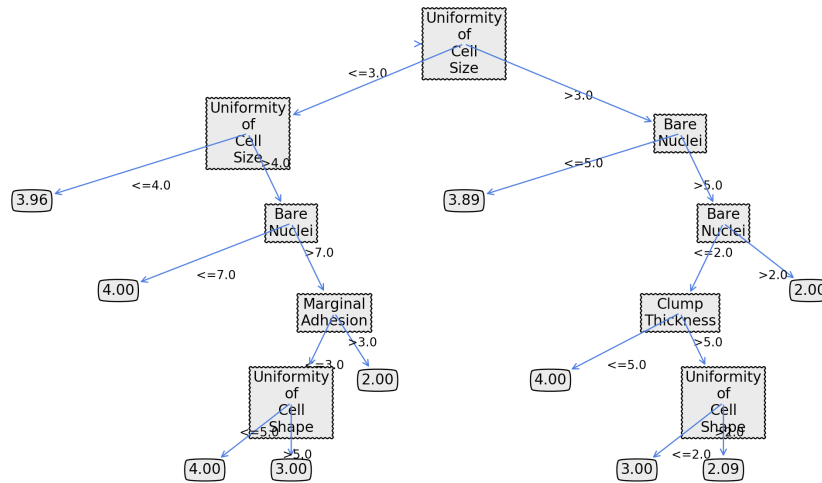 Uniformity
of
Cell
Size
<=3.0
>3.0
Uniformity
of
Cell
Size
Bare
Nuclei
>4.0
<=5.0
<=4.0
>5.0
3.96
3.89
Bare
Nuclei
Bare
Nuclei
>7.0
<=2.0
<=7.0
>2.0
4.00
2.00
Marginal
Adhesion
Clump
Thickness
>3.0
>5.0
<=3.0
<=5.0
2.00
4.00
Uniformity
of
Cell
Shape
Uniformity
of
Cell
Shape
<=5.0
>2.0
>5.0
<=2.0
4.00
3.00
3.00
2.09